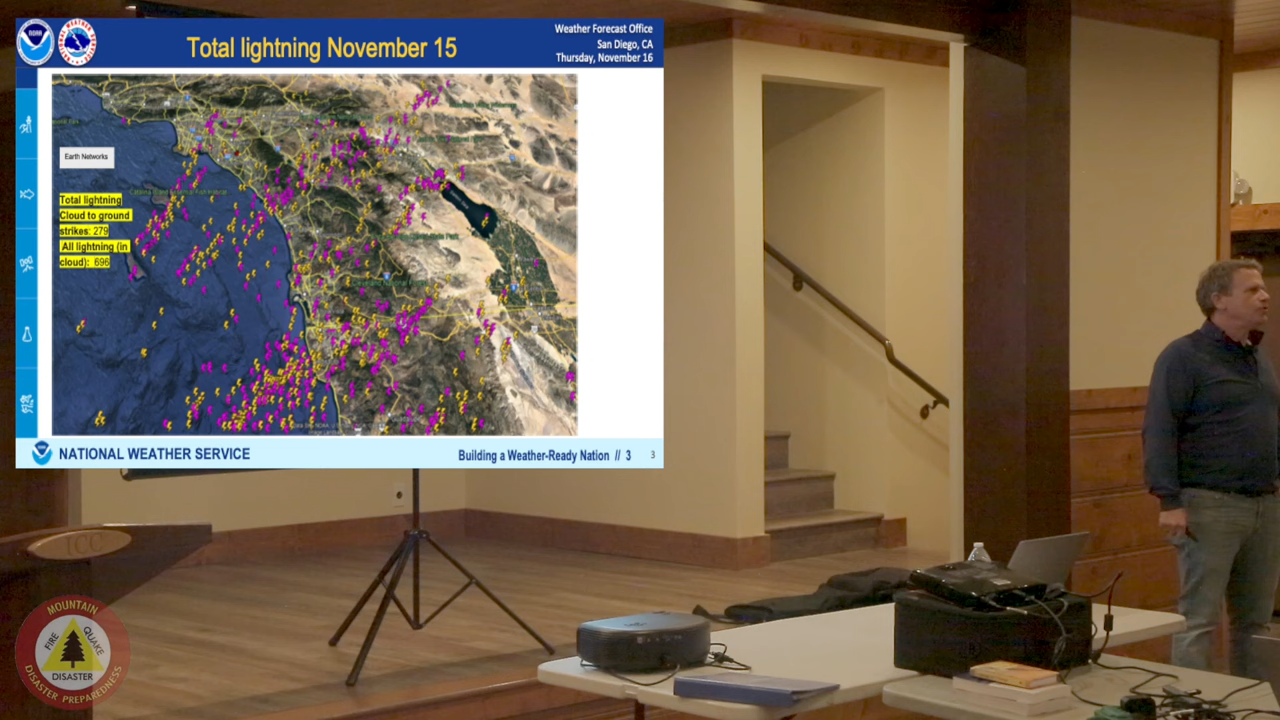 Total lightning November 15
Weather Forecast Office
San Diego, CA
Thursday, November 16
NOAA
Earth Networks
Total lightning
Cloud to ground
strikes: 279
All lightning (in
cloud): 696
NATIONAL WEATHER SERVICE
Building a Weather-Ready Nation // 3
3
ICC
MOUNTAIN
FIRE
QUAKE
DISASTER
DISASTER PREPAREDNESS